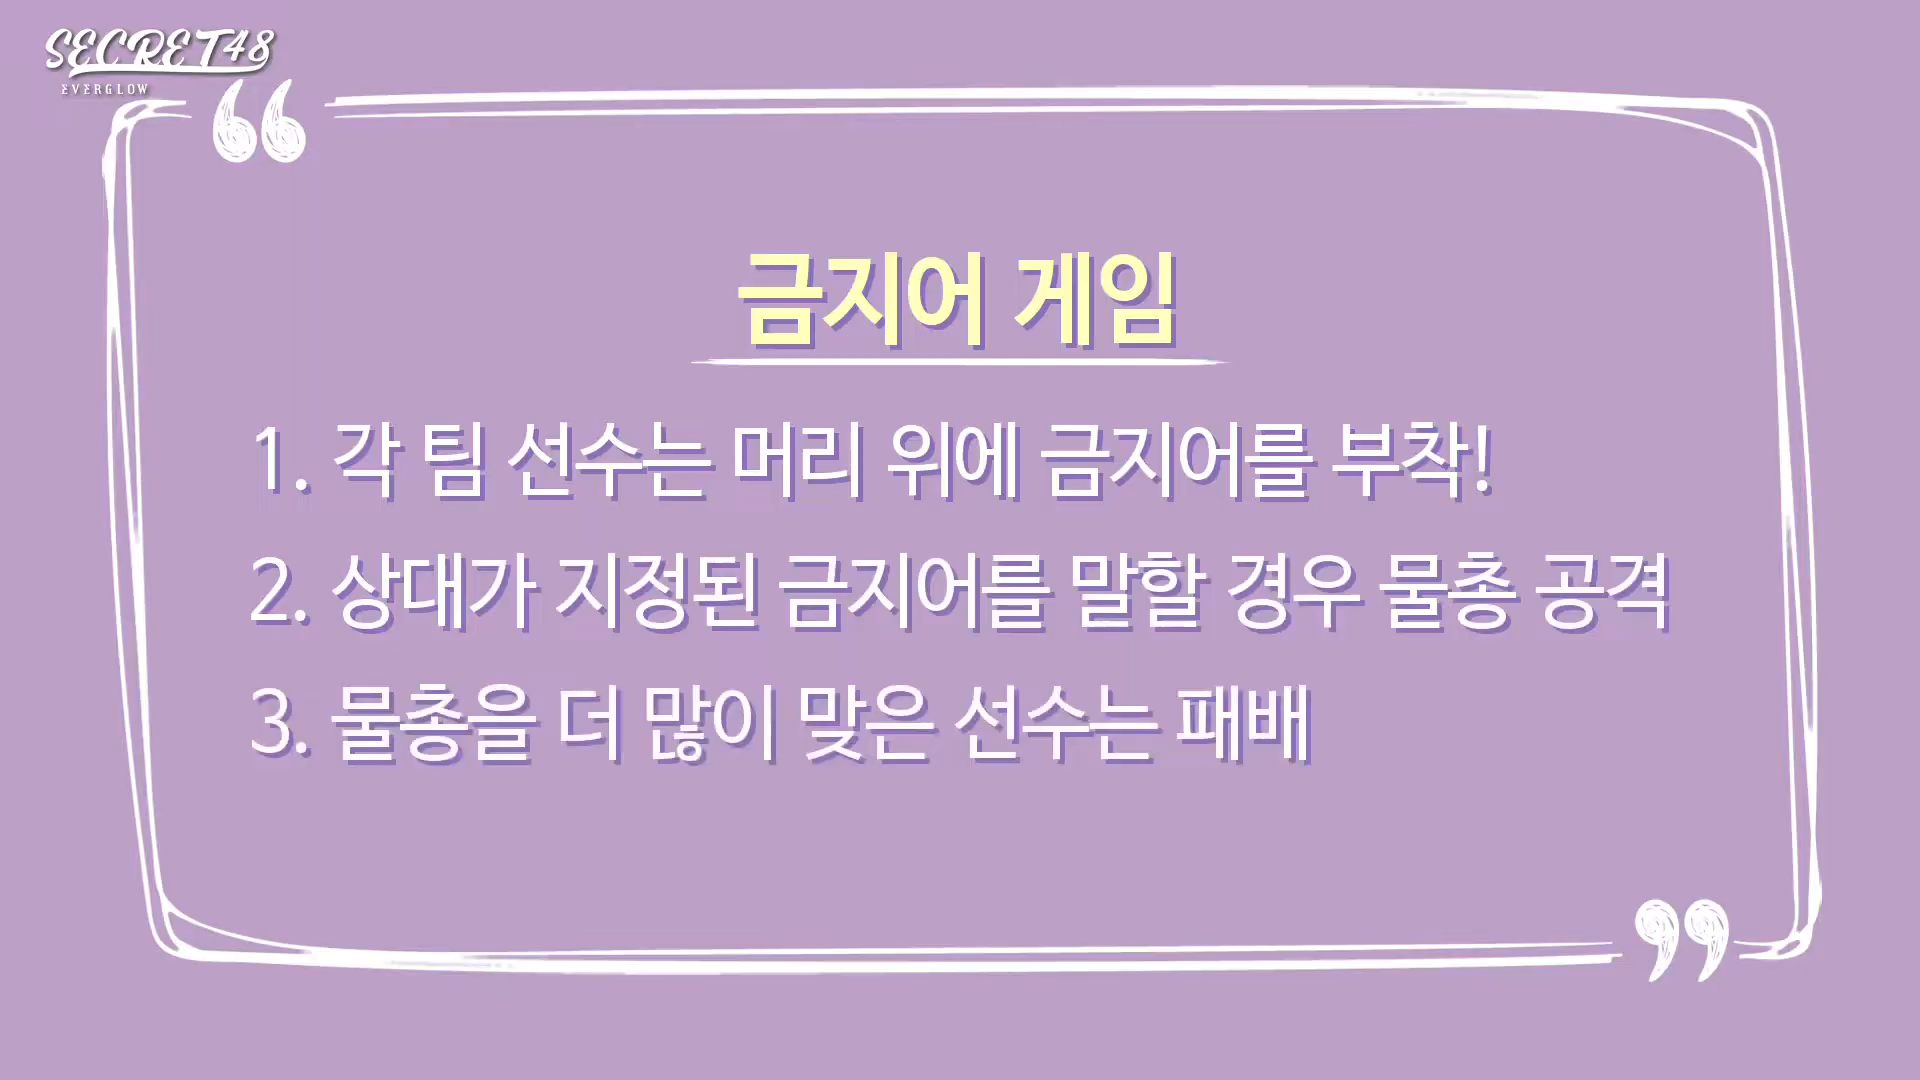 SECRET48
EVERGLOW
금지어 게임
1. 각 팀 선수는 머리 위에 금지어를 부착!
2. 상대가 지정된 금지어를 말할 경우 물총 공격
3. 물총을 더 많이 맞은 선수는 패배